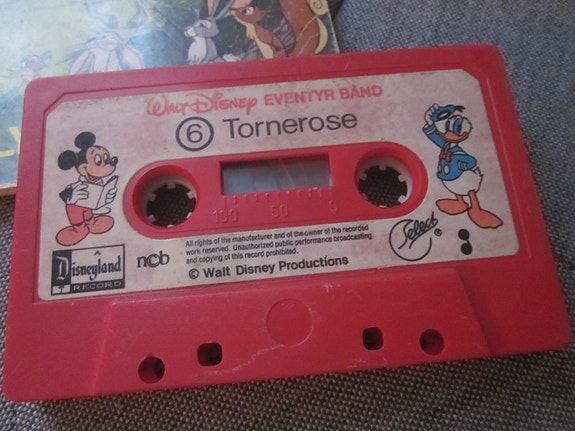 Walt Disney EVENTYR BÅND
6 Tornerose
100 50 0
All rights of the manufacturer and of the owner of the recorded
work reserved. Unauthorized public performance broadcasting
and copying of this record prohibited.
© Walt Disney Productions
Disneyland
RECORD
ncb
Select ®